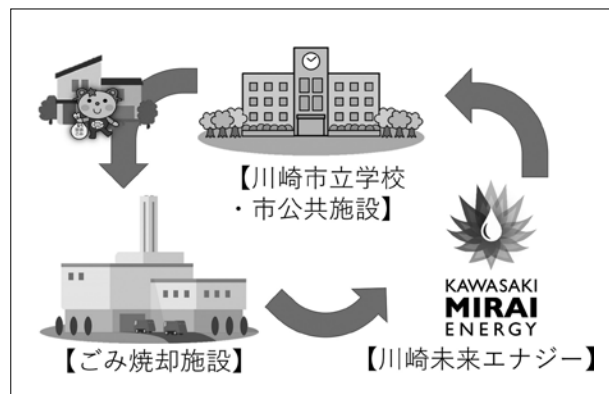 【川崎市立学校
・市公共施設】
KAWASAKI
MIRAI
ENERGY
【ごみ焼却施設】
【川崎未来エナジー】